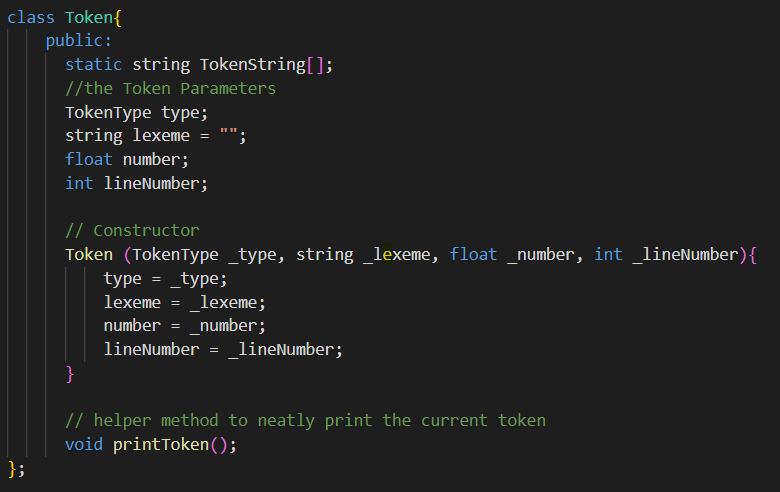 class Token{
public:
static string TokenString[];
//the Token Parameters
TokenType type;
string lexeme = "";
float number;
int lineNumber;
// Constructor
Token (TokenType _type, string _lexeme, float _number, int _lineNumber){
type = _type;
lexeme = _lexeme;
number = _number;
lineNumber = _lineNumber;
}
// helper method to neatly print the current token
void printToken();
};